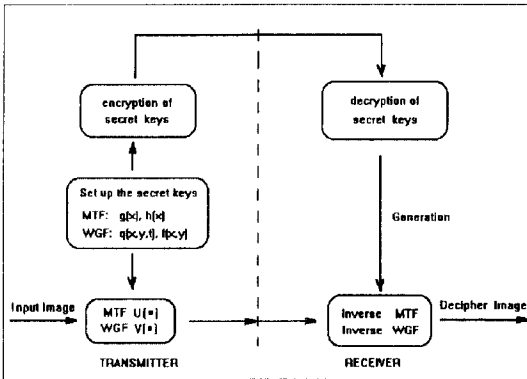 encryption of
secret keys
decryption of
secret keys
Set up the secret keys
MTF: g(x), h(x)
WGF: q(x,y,t), f(x,y)
Generation
Input Image
MTF U(•)
WGF V(•)
Inverse MTF
Inverse WGF
Decipher Image
TRANSMITTER
RECEIVER